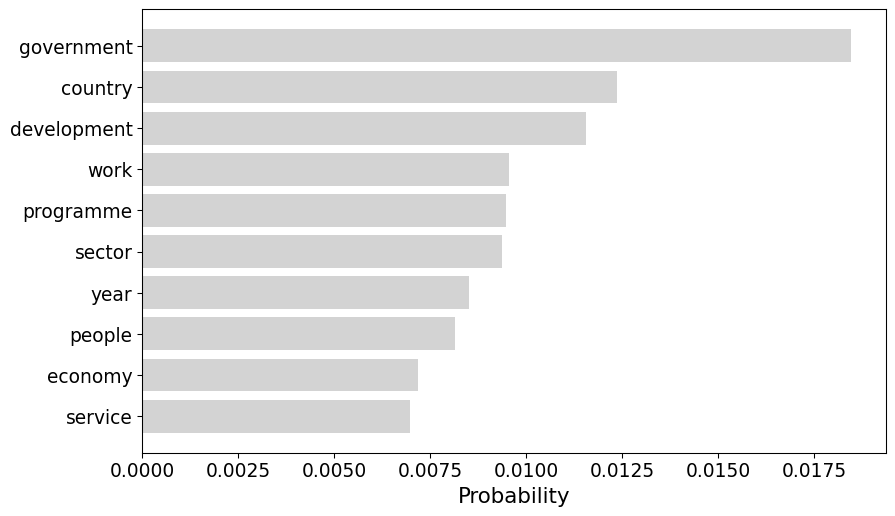 government
country
development
work
programme
sector
year
people
economy
service
0.0000 0.0025 0.0050 0.0075 0.0100 0.0125 0.0150 0.0175
Probability